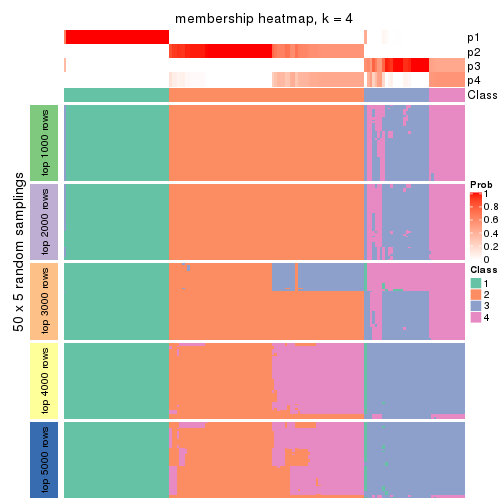 membership heatmap, k = 4
p1
p2
p3
p4
Class
50 x 5 random samplings
top 1000 rows
top 2000 rows
top 3000 rows
top 4000 rows
top 5000 rows
Prob
1
0.8
0.6
0.4
0.2
0
Class
1
2
3
4